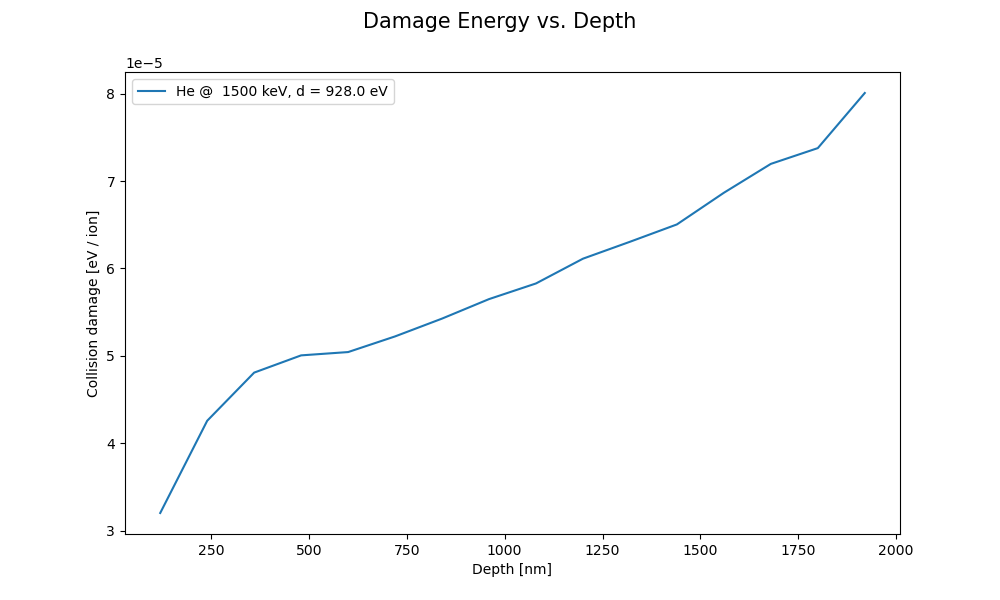 Damage Energy vs. Depth
1e−5
He @  1500 keV, d = 928.0 eV
8
7
6
5
4
3
Collision damage [eV / ion]
250 500 750 1000 1250 1500 1750 2000
Depth [nm]